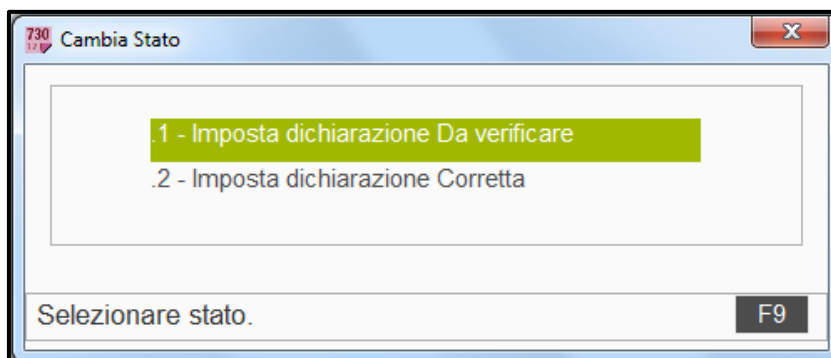 730
Cambia Stato
X
.1 - Imposta dichiarazione Da verificare
.2 - Imposta dichiarazione Corretta
Selezionare stato.
F9